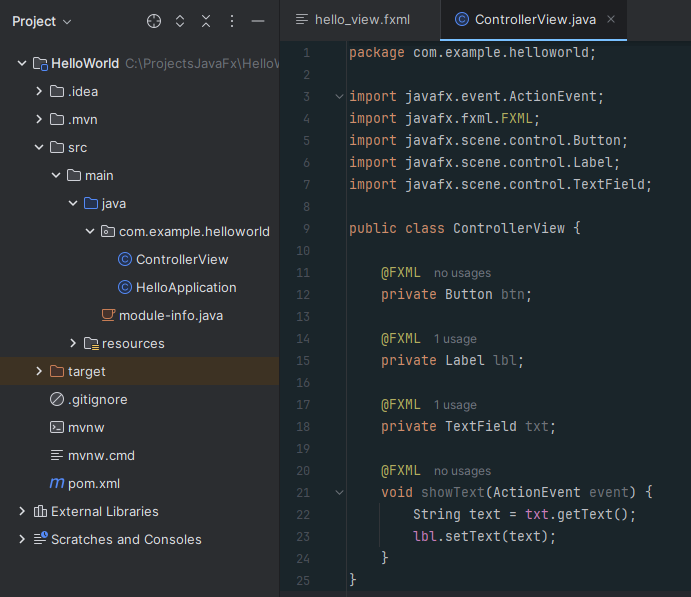 Project
HelloWorld C:\ProjectsJavaFx\HelloW
.idea
.mvn
src
main
java
com.example.helloworld
ControllerView
HelloApplication
module-info.java
resources
target
.gitignore
mvnw
mvnw.cmd
m pom.xml
External Libraries
Scratches and Consoles
hello_view.fxml
ControllerView.java
1 package com.example.helloworld;
2
3 import javafx.event.ActionEvent;
4 import javafx.fxml.FXML;
5 import javafx.scene.control.Button;
6 import javafx.scene.control.Label;
7 import javafx.scene.control.TextField;
8
9 public class ControllerView {
10
11 @FXML no usages
12 private Button btn;
13
14 @FXML 1 usage
15 private Label lbl;
16
17 @FXML 1 usage
18 private TextField txt;
19
20 @FXML no usages
21 void showText(ActionEvent event) {
22 String text = txt.getText();
23 lbl.setText(text);
24 }
25 }